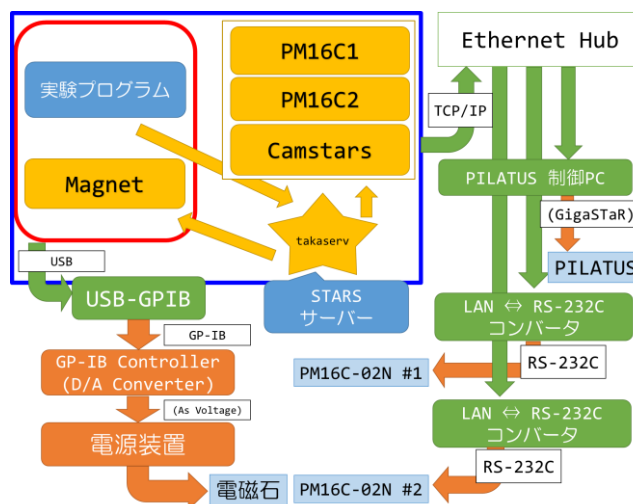 PM16C1
PM16C2
Camstars
実験プログラム
Magnet
takaserv
STARS
サーバー
Ethernet Hub
TCP/IP
PILATUS 制御PC
(GigaSTaR)
PILATUS
LAN ⇔ RS-232C
コンバータ
RS-232C
PM16C-02N #1
LAN ⇔ RS-232C
コンバータ
RS-232C
PM16C-02N #2
USB
USB-GPIB
GP-IB
GP-IB Controller
(D/A Converter)
(As Voltage)
電源装置
電磁石